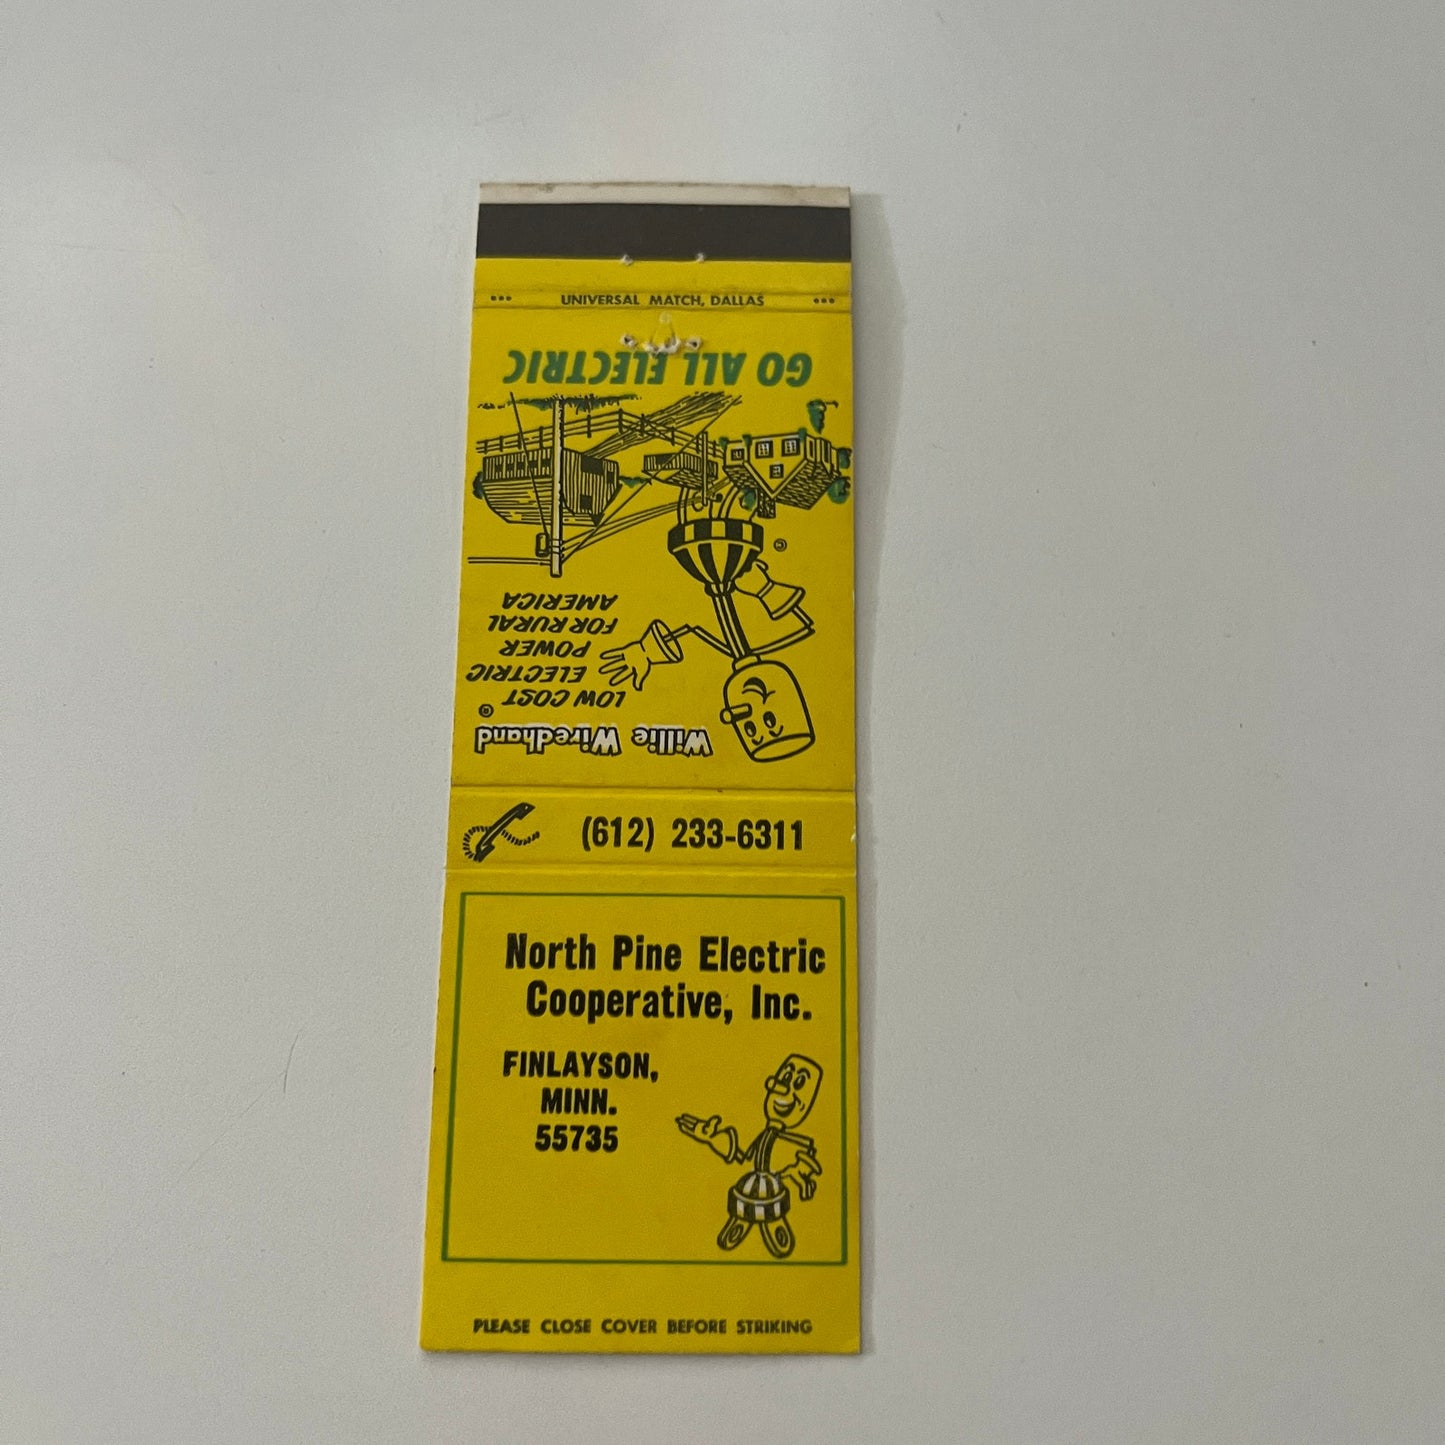 UNIVERSAL MATCH, DALLAS
GO ALL ELECTRIC
©
Willie Wiredhand ®
LOW COST
ELECTRIC
POWER
FOR RURAL
AMERICA
(612) 233-6311
North Pine Electric
Cooperative, Inc.
FINLAYSON,
MINN.
55735
PLEASE CLOSE COVER BEFORE STRIKING